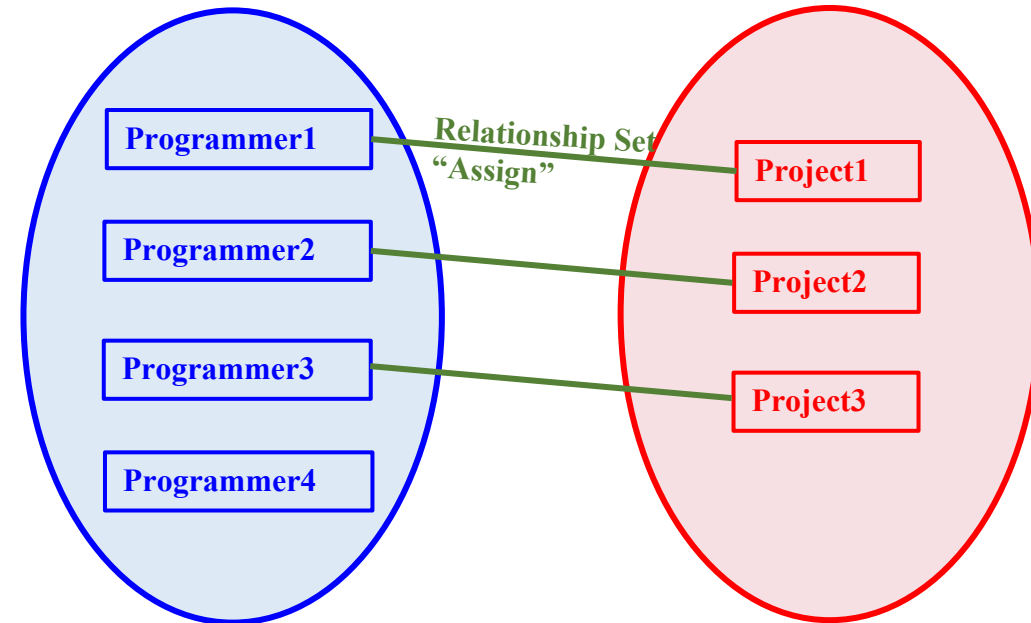 Programmer1
Programmer2
Programmer3
Programmer4
Relationship Set
“Assign”
Project1
Project2
Project3